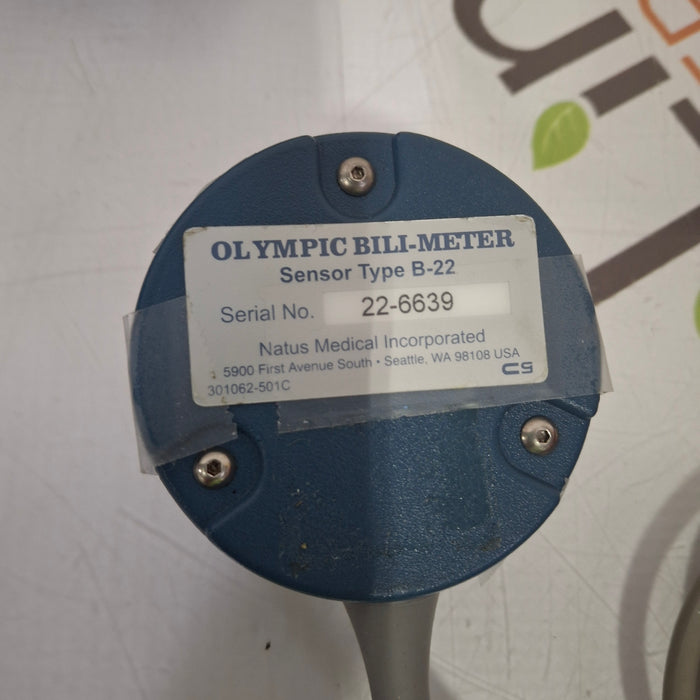 OLYMPIC BILI-METER
Sensor Type B-22
Serial No. 22-6639
Natus Medical Incorporated
5900 First Avenue South • Seattle, WA 98108 USA
301062-501C